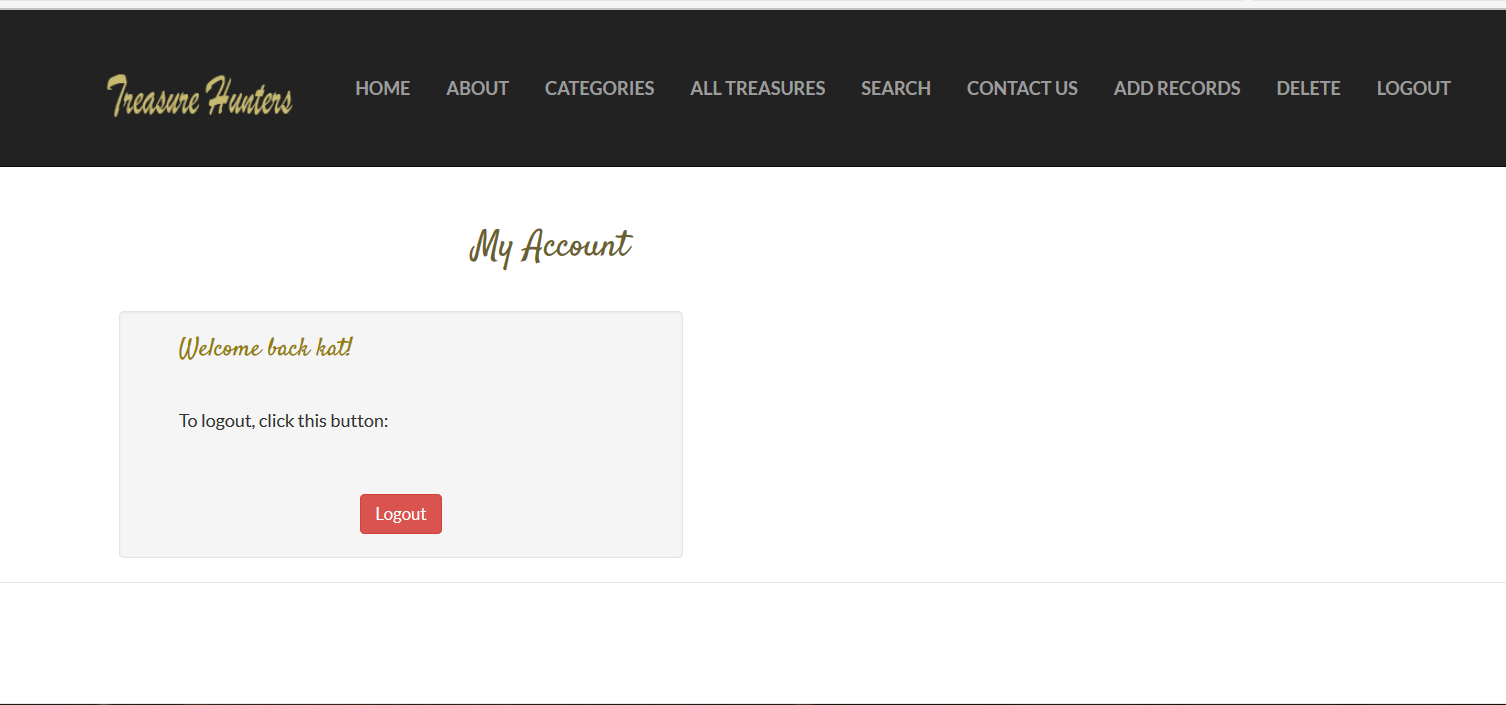 Treasure Hunters HOME ABOUT CATEGORIES ALL TREASURES SEARCH CONTACT US ADD RECORDS DELETE LOGOUT
My Account
Welcome back kat!
To logout, click this button:
Logout